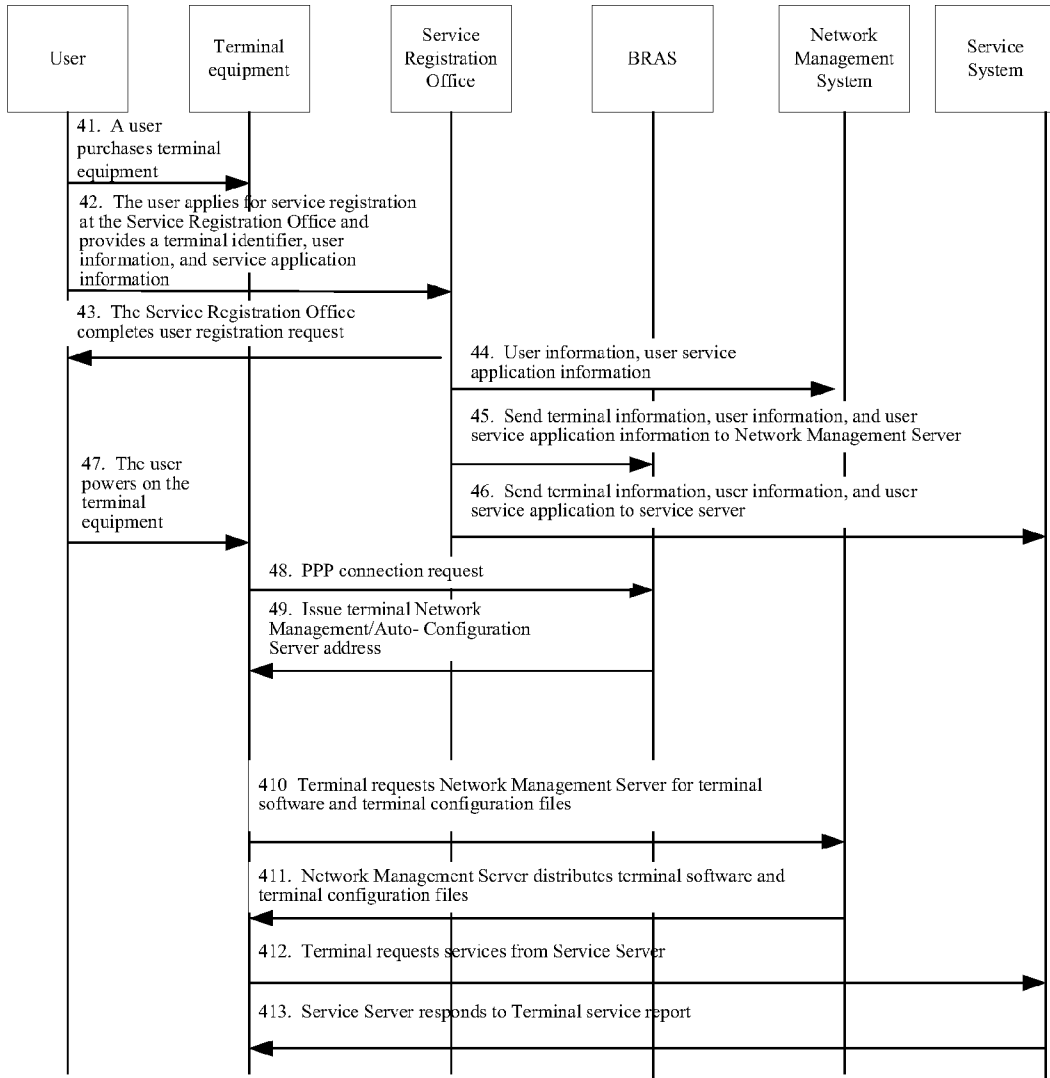 User
Terminal
equipment
Service
Registration
Office
BRAS
Network
Management
System
Service
System
41. A user
purchases terminal
equipment
42. The user applies for service registration
at the Service Registration Office and
provides a terminal identifier, user
information, and service application
information
43. The Service Registration Office
completes user registration request
44. User information, user service
application information
45. Send terminal information, user information, and user
service application information to Network Management Server
46. Send terminal information, user information, and user
service application to service server
47. The user
powers on the
terminal
equipment
48. PPP connection request
49. Issue terminal Network
Management/Auto- Configuration
Server address
410 Terminal requests Network Management Server for terminal
software and terminal configuration files
411. Network Management Server distributes terminal software and
terminal configuration files
412. Terminal requests services from Service Server
413. Service Server responds to Terminal service report